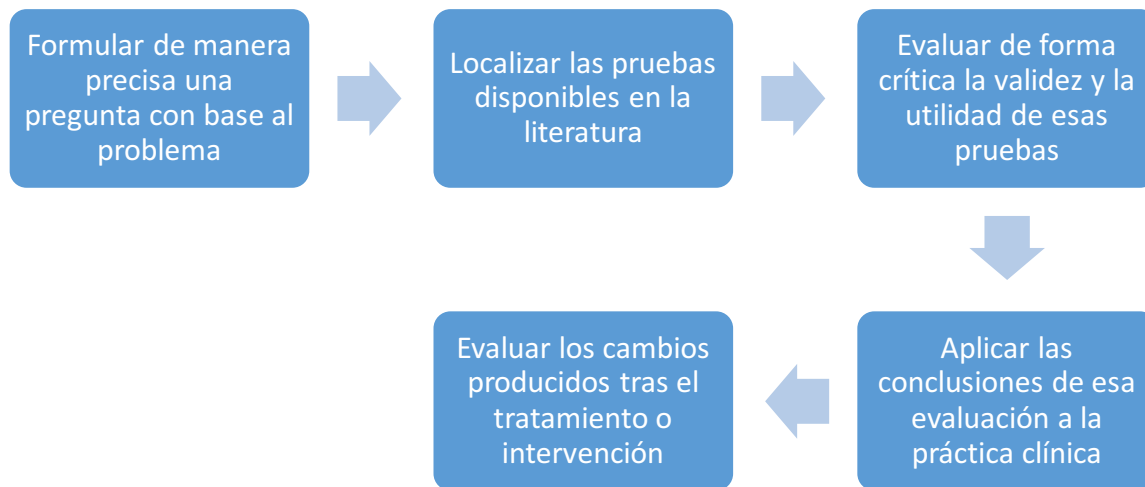 Formular de manera
precisa una
pregunta con base al
problema
Localizar las pruebas
disponibles en la
literatura
Evaluar de forma
crítica la validez y la
utilidad de esas
pruebas
Aplicar las
conclusiones de esa
evaluación a la
práctica clínica
Evaluar los cambios
producidos tras el
tratamiento o
intervención